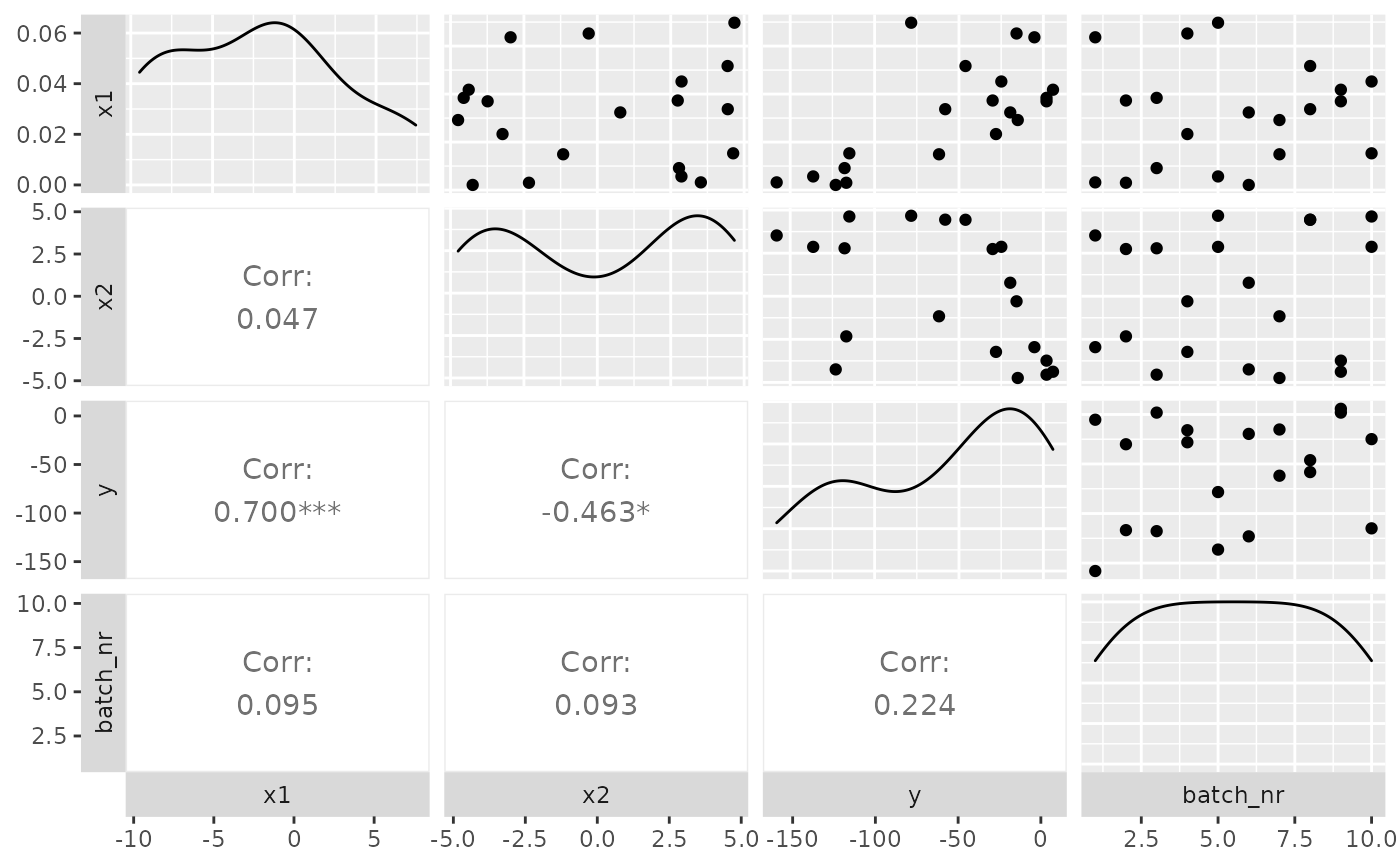 0.06
0.04
0.02
0.00
x1
5.0
2.5
0.0
-2.5
-5.0
x2
Corr:
0.047
0
-50
-100
-150
y
Corr:
0.700***
Corr:
-0.463*
10.0
7.5
5.0
2.5
batch_nr
Corr:
0.095
Corr:
0.093
Corr:
0.224
x1
x2
y
batch_nr
-10 -5 0 5
-5.0 -2.5 0.0 2.5 5.0
-150 -100 -50 0
2.5 5.0 7.5 10.0